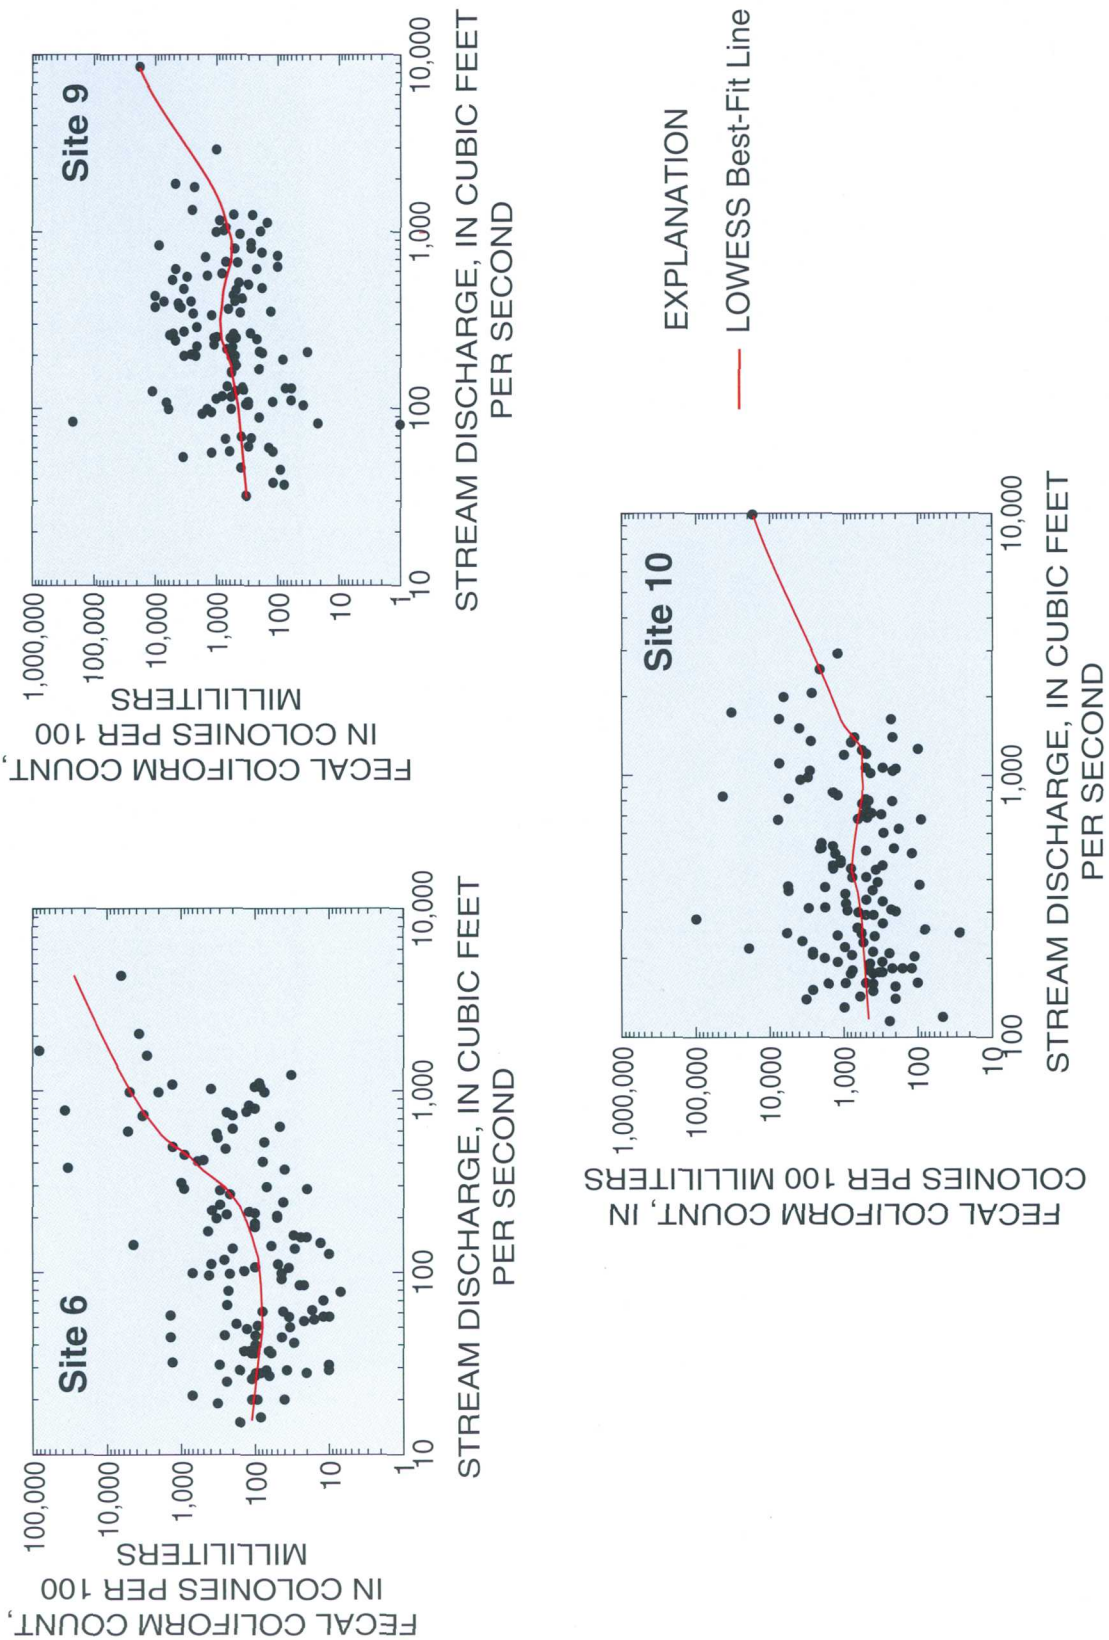 Site 6
100,000
10,000
1,000
100
10
1
10
100
1,000
10,000
FECAL COLIFORM COUNT,
IN COLONIES PER 100
MILLILITERS
STREAM DISCHARGE, IN CUBIC FEET
PER SECOND
Site 9
1,000,000
100,000
10,000
1,000
100
10
1
10
100
1,000
10,000
FECAL COLIFORM COUNT,
IN COLONIES PER 100
MILLILITERS
STREAM DISCHARGE, IN CUBIC FEET
PER SECOND
Site 10
1,000,000
100,000
10,000
1,000
100
10
100
1,000
10,000
FECAL COLIFORM COUNT, IN
COLONIES PER 100 MILLILITERS
STREAM DISCHARGE, IN CUBIC FEET
PER SECOND
EXPLANATION
LOWESS Best-Fit Line